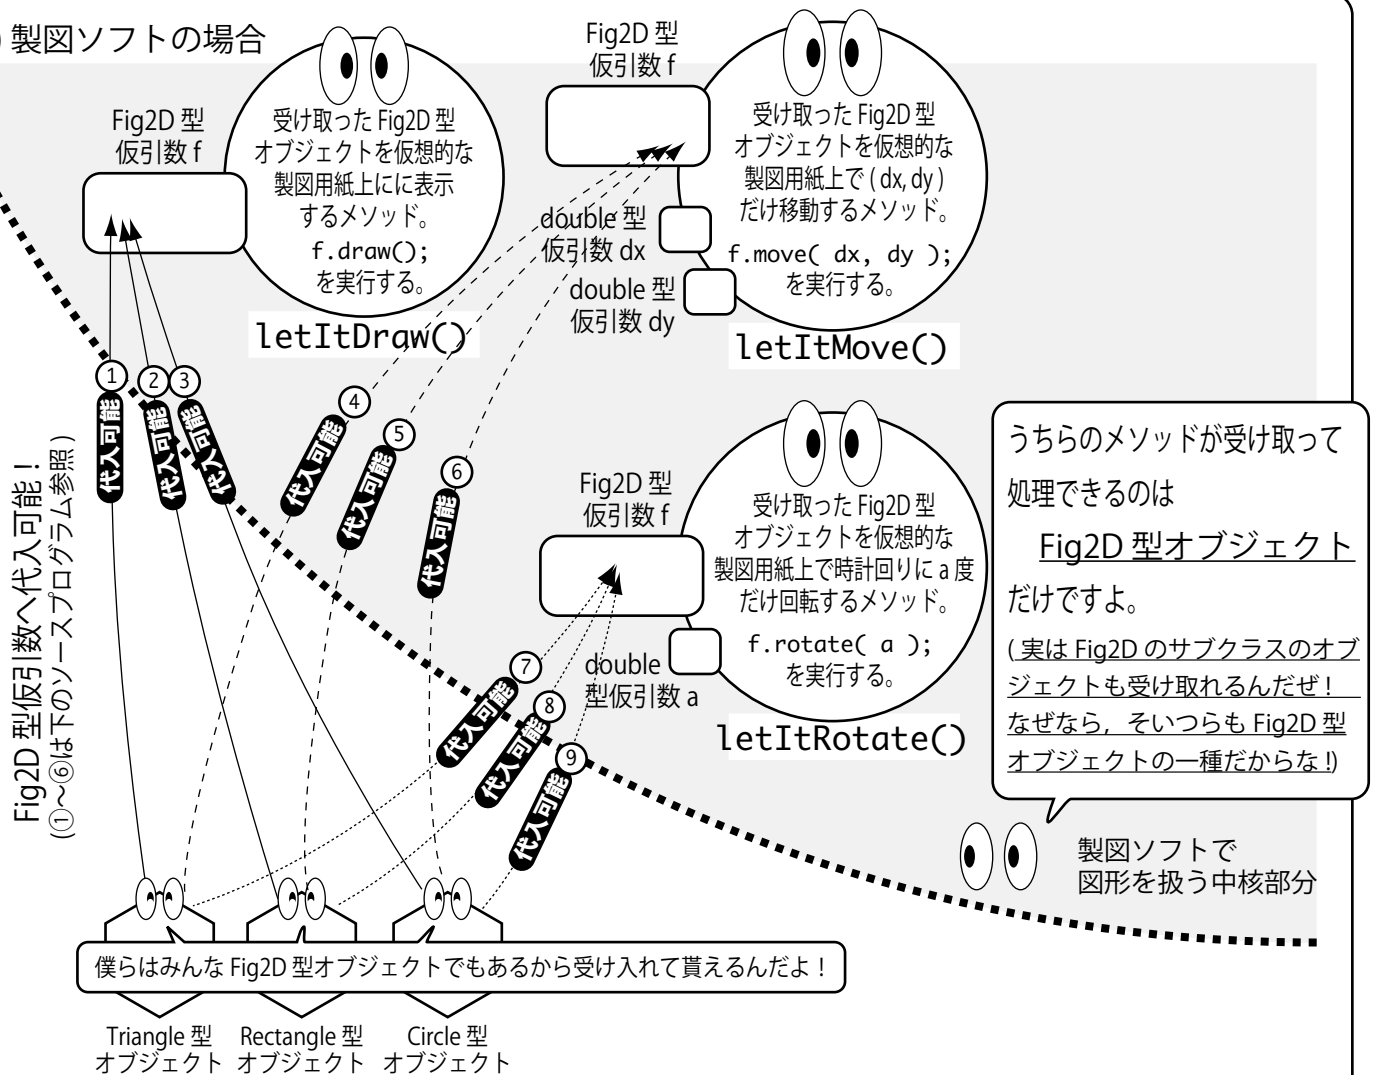 ) 製図ソフトの場合
Fig2D 型
仮引数 f
受け取った Fig2D 型
オブジェクトを仮想的な
製図用紙上にに表示
するメソッド。
f.draw();
を実行する。
letItDraw()
Fig2D 型
仮引数 f
受け取った Fig2D 型
オブジェクトを仮想的な
製図用紙上で ( dx, dy )
だけ移動するメソッド。
f.move( dx, dy );
を実行する。
double 型
仮引数 dx
double 型
仮引数 dy
letItMove()
① 代入可能
② 代入可能
③ 代入可能
④ 代入可能
⑤ 代入可能
⑥ 代入可能
Fig2D 型仮引数へ代入可能！
(①～⑥は下のソースプログラム参照)
Fig2D 型
仮引数 f
受け取った Fig2D 型
オブジェクトを仮想的な
製図用紙上で時計回りに a 度
だけ回転するメソッド。
f.rotate( a );
を実行する。
double
型仮引数 a
letItRotate()
⑦ 代入可能
⑧ 代入可能
⑨ 代入可能
うちらのメソッドが受け取って
処理できるのは
Fig2D 型オブジェクト
だけですよ。
( 実は Fig2D のサブクラスのオブ
ジェクトも受け取れるんだぜ！
なぜなら，そいつらも Fig2D 型
オブジェクトの一種だからな !)
製図ソフトで
図形を扱う中核部分
僕らはみんな Fig2D 型オブジェクトでもあるから受け入れて貰えるんだよ！
Triangle 型
オブジェクト
Rectangle 型
オブジェクト
Circle 型
オブジェクト